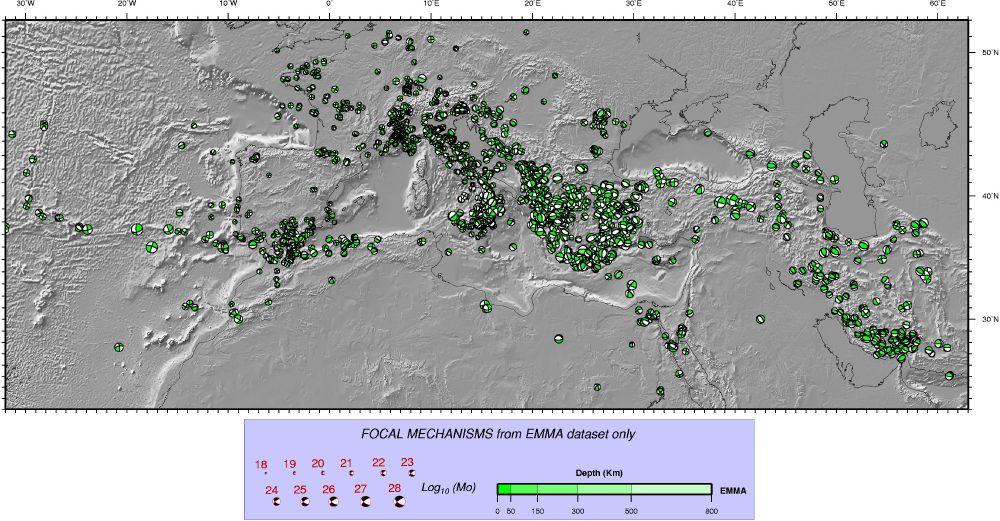 30°W 20°W 10°W 0° 10°E 20°E 30°E 40°E 50°E 60°E
50°N
40°N
30°N
FOCAL MECHANISMS from EMMA dataset only
18 19 20 21 22 23
Log10 (Mo)
24 25 26 27 28
Depth (Km)
EMMA
0 50 150 300 500 800